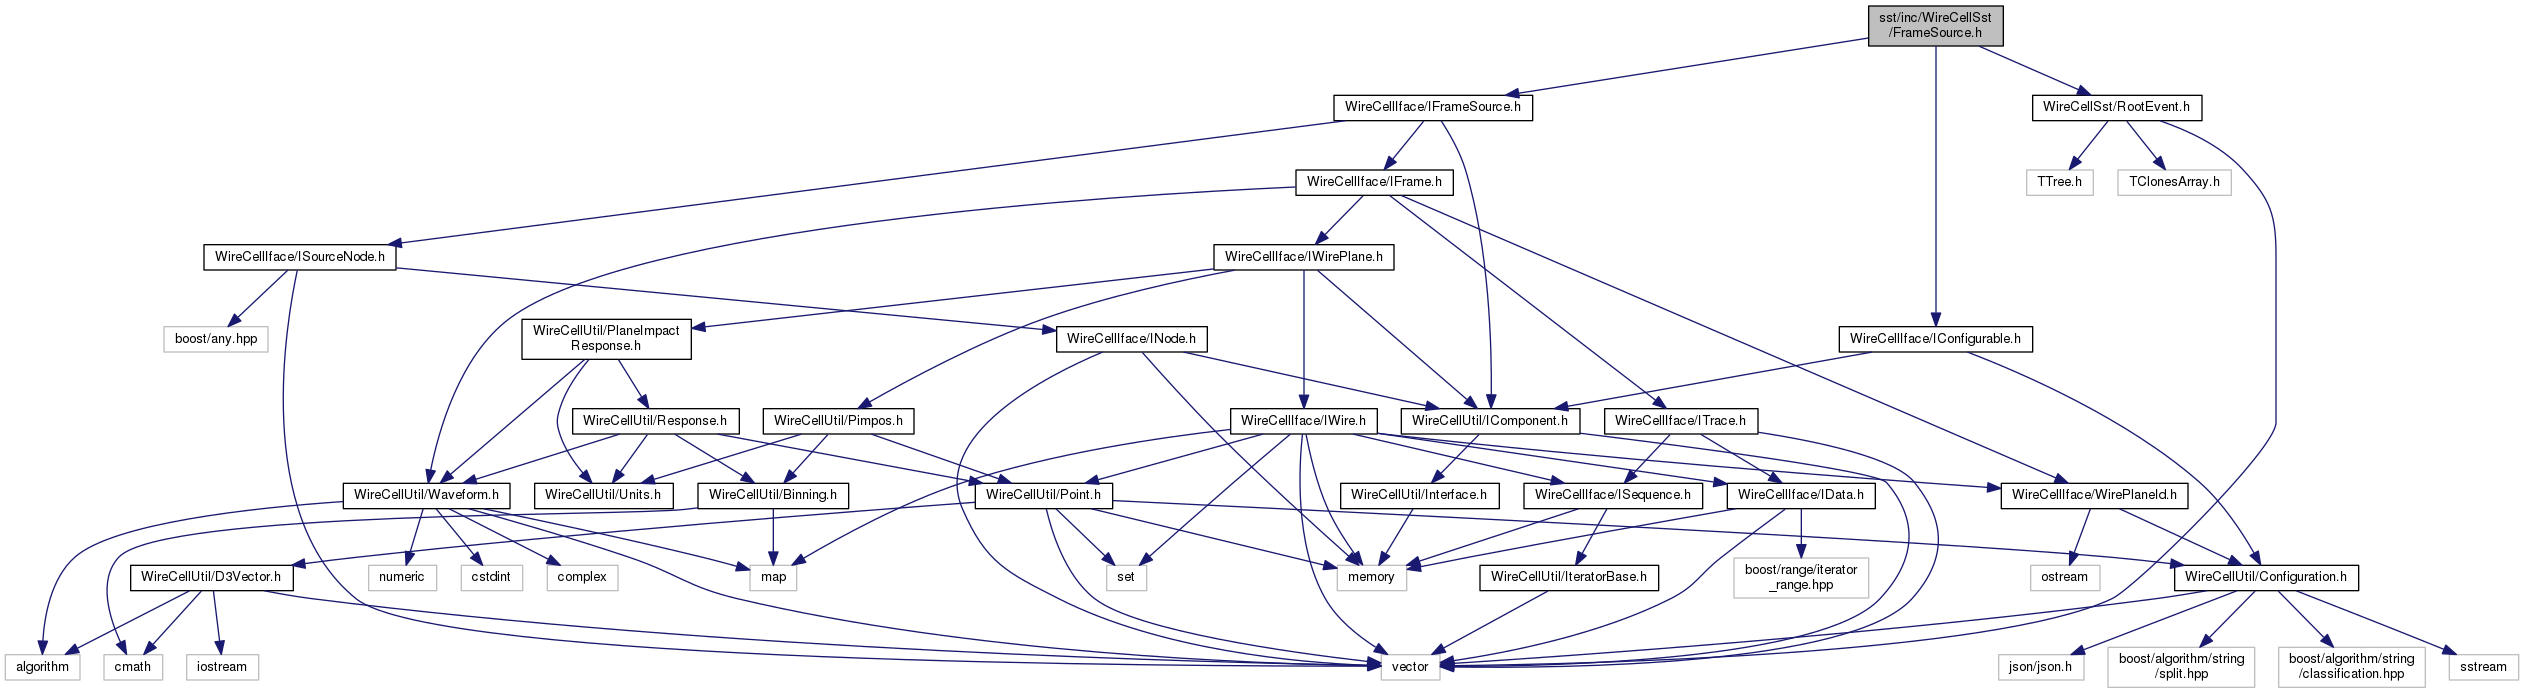 sst/inc/WireCellSst
/FrameSource.h
WireCellIface/IFrameSource.h
WireCellSst/RootEvent.h
WireCellIface/IFrame.h
TTree.h
TClonesArray.h
WireCellIface/ISourceNode.h
WireCellIface/IWirePlane.h
boost/any.hpp
WireCellUtil/PlaneImpact
Response.h
WireCellIface/INode.h
WireCellIface/IConfigurable.h
WireCellUtil/Response.h
WireCellUtil/Pimpos.h
WireCellIface/IWire.h
WireCellUtil/IComponent.h
WireCellIface/ITrace.h
WireCellUtil/Waveform.h
WireCellUtil/Units.h
WireCellUtil/Binning.h
WireCellUtil/Point.h
WireCellUtil/Interface.h
WireCellIface/ISequence.h
WireCellIface/IData.h
WireCellIface/WirePlaneId.h
WireCellUtil/D3Vector.h
numeric
cstdint
complex
map
set
memory
WireCellUtil/IteratorBase.h
boost/range/iterator
_range.hpp
ostream
WireCellUtil/Configuration.h
algorithm
cmath
iostream
vector
json/json.h
boost/algorithm/string
/split.hpp
boost/algorithm/string
/classification.hpp
sstream